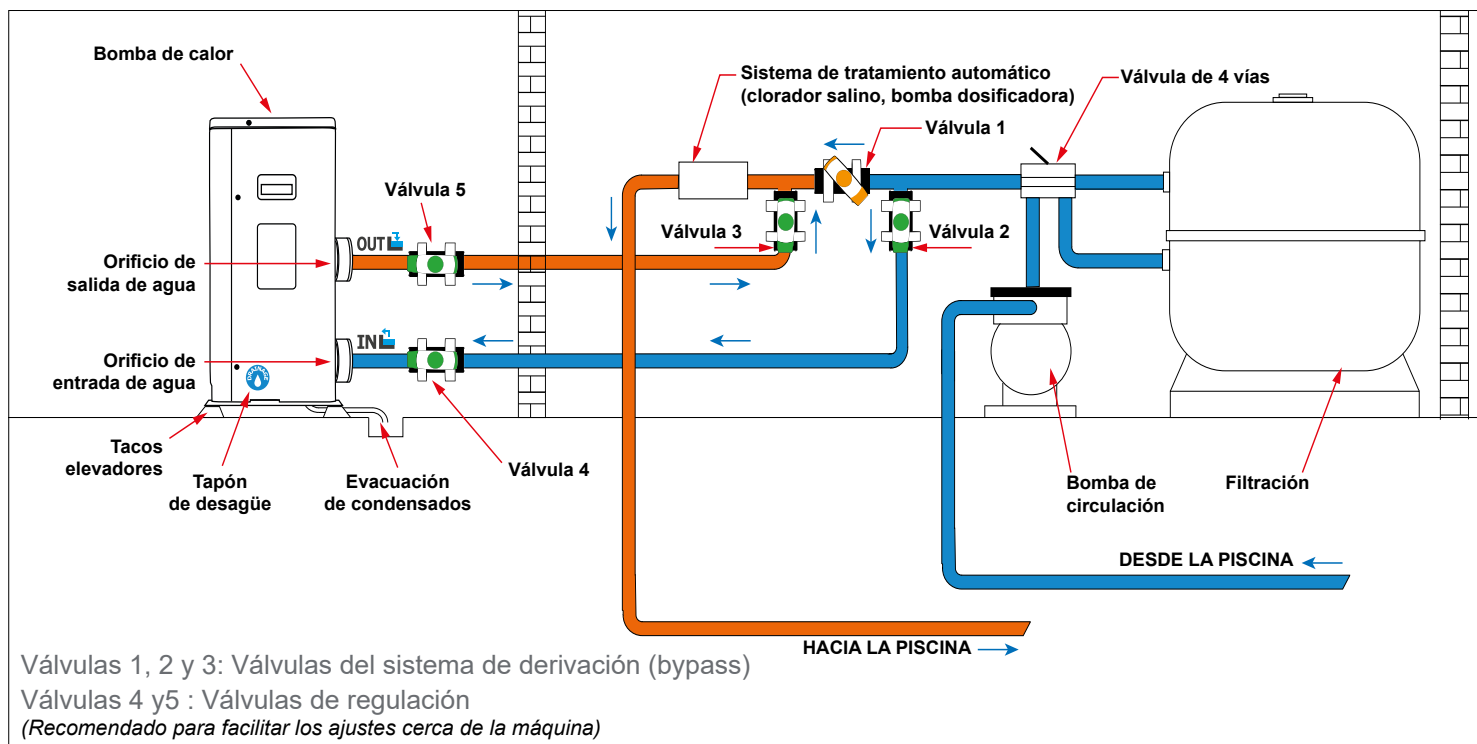 Bomba de calor
Sistema de tratamiento automático
(clorador salino, bomba dosificadora)
Válvula de 4 vías
Válvula 1
Válvula 5
Válvula 3
Válvula 2
OUT
Orificio de
salida de agua
IN
Orificio de
entrada de agua
Tacos
elevadores
Tapón
de desagüe
Evacuación
de condensados
Válvula 4
Bomba de
circulación
Filtración
DESDE LA PISCINA
HACIA LA PISCINA
Válvulas 1, 2 y 3: Válvulas del sistema de derivación (bypass)
Válvulas 4 y5 : Válvulas de regulación
(Recomendado para facilitar los ajustes cerca de la máquina)